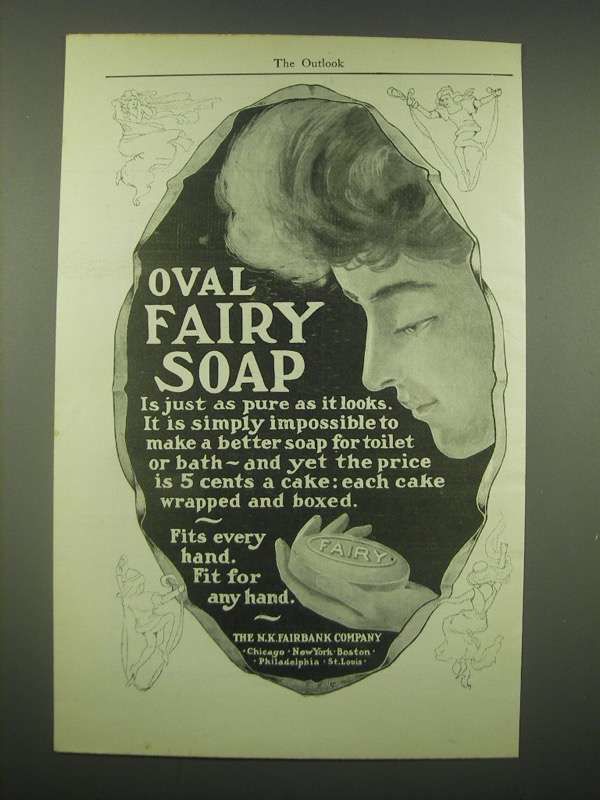 The Outlook
OVAL
FAIRY
SOAP
Is just as pure as it looks.
It is simply impossible to
make a better soap for toilet
or bath~and yet the price
is 5 cents a cake: each cake
wrapped and boxed.
~
Fits every
hand.
Fit for
any hand.
~
FAIRY
THE N.K. FAIRBANK COMPANY
·Chicago·New York·Boston·
·Philadelphia·St.Louis·